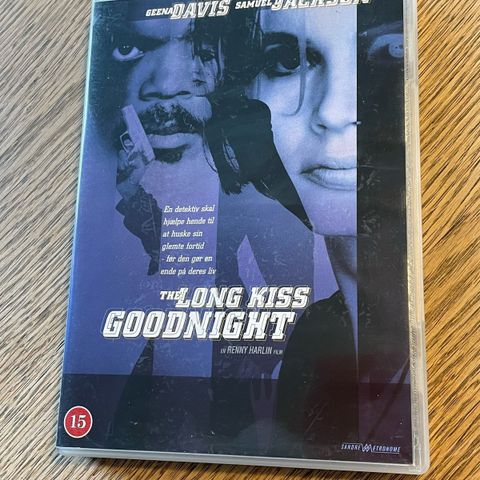 GEENA DAVIS SAMUEL JACKSON
En detektiv skal
hjælpe hende til
at huske sin
glemte fortid
- før den gør en
ende på deres liv
THE LONG KISS
GOODNIGHT
EN RENNY HARLIN FILM
15
SANDREW METRONOME